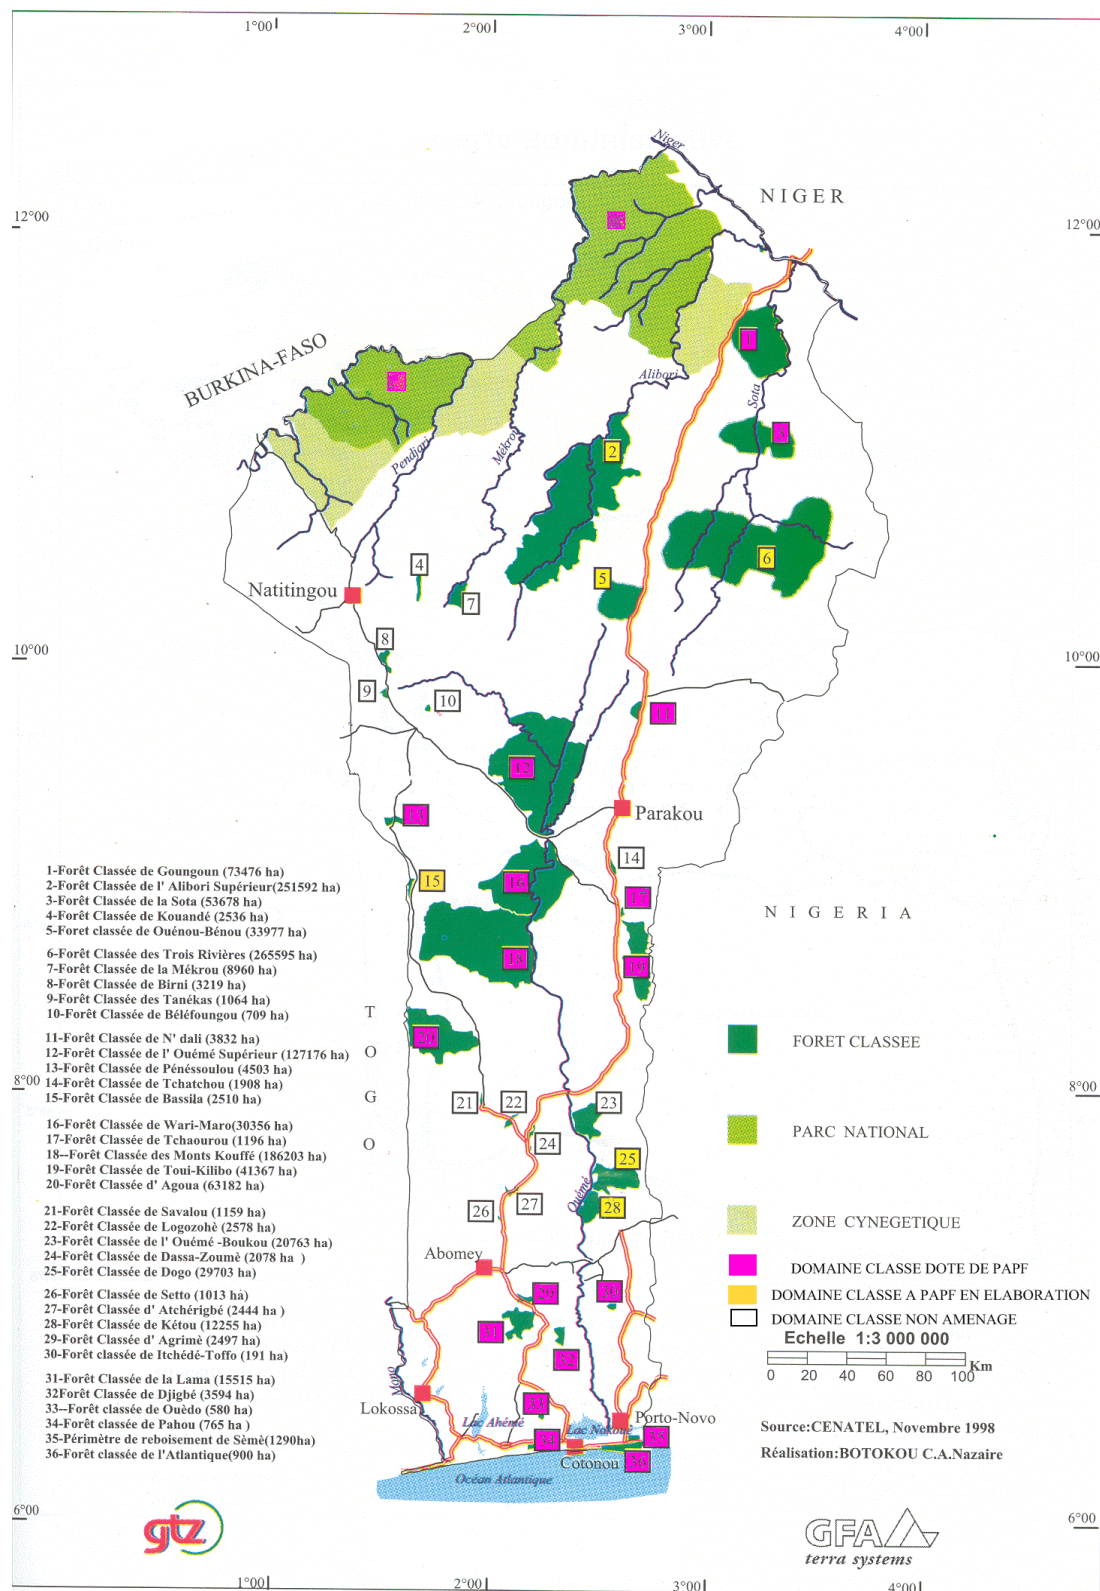 1°00
2°00
3°00
4°00
Niger
NIGER
12°00
12°00
BURKINA-FASO
1
Alibori
Sota
3
Mékrou
Pendjari
2
4
5
6
Natitingou
7
8
10°00
10°00
9
10
11
12
Parakou
13
14
15
16
17
NIGERIA
18
19
1-Forêt Classée de Goungoun (73476 ha)
2-Forêt Classée de l' Alibori Supérieur(251592 ha)
3-Forêt Classée de la Sota (53678 ha)
4-Forêt Classée de Kouandé (2536 ha)
5-Foret classée de Ouénou-Bénou (33977 ha)
6-Forêt Classée des Trois Rivières (265595 ha)
7-Forêt Classée de la Mékrou (8960 ha)
8-Forêt Classée de Birni (3219 ha)
9-Forêt Classée des Tanékas (1064 ha)
10-Forêt Classée de Béléfoungou (709 ha)
11-Forêt Classée de N' dali (3832 ha)
12-Forêt Classée de l' Ouémé Supérieur (127176 ha)
13-Forêt Classée de Pénéssoulou (4503 ha)
14-Forêt Classée de Tchatchou (1908 ha)
15-Forêt Classée de Bassila (2510 ha)
16-Forêt Classée de Wari-Maro(30356 ha)
17-Forêt Classée de Tchaourou (1196 ha)
18--Forêt Classée des Monts Kouffé (186203 ha)
19-Forêt Classée de Toui-Kilibo (41367 ha)
20-Forêt Classée d' Agoua (63182 ha)
21-Forêt Classée de Savalou (1159 ha)
22-Forêt Classée de Logozohè (2578 ha)
23-Forêt Classée de l' Ouémé -Boukou (20763 ha)
24-Forêt Classée de Dassa-Zoumè (2078 ha )
25-Forêt Classée de Dogo (29703 ha)
26-Forêt Classée de Setto (1013 ha)
27-Forêt Classée d' Atchérigbé (2444 ha )
28-Forêt Classée de Kétou (12255 ha)
29-Forêt Classée d' Agrimè (2497 ha)
30-Forêt classée de Itchédé-Toffo (191 ha)
31-Forêt Classée de la Lama (15515 ha)
32Forêt Classée de Djigbé (3594 ha)
33--Forêt classée de Ouèdo (580 ha)
34-Forêt classée de Pahou (765 ha )
35-Périmètre de reboisement de Sèmè(1290ha)
36-Forêt classée de l'Atlantique(900 ha)
TOGO
20
FORET CLASSEE
8°00
8°00
21
22
23
24
PARC NATIONAL
25
26
27
Ouémé
28
ZONE CYNEGETIQUE
Abomey
DOMAINE CLASSE DOTE DE PAPF
29
30
DOMAINE CLASSE A PAPF EN ELABORATION
DOMAINE CLASSE NON AMENAGE
31
Echelle 1:3 000 000
32
0 20 40 60 80 100 Km
Mono
Lokossa
33
Lac Ahémé
Lac Nokoué
Porto-Novo
Source:CENATEL, Novembre 1998
34
35
Réalisation:BOTOKOU C.A.Nazaire
Cotonou
36
Océan Atlantique
6°00
6°00
gtz
GFA
terra systems
1°00
2°00
3°00
4°00